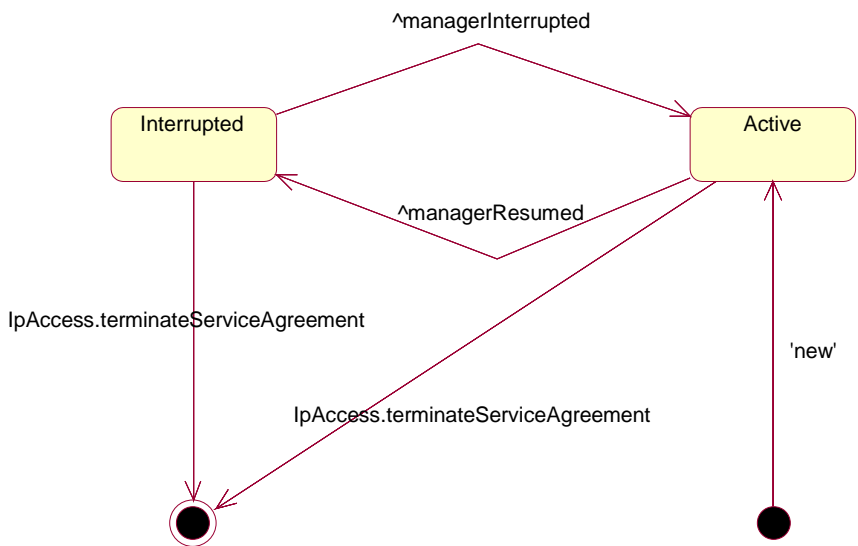 ^managerInterrupted
Interrupted
Active
^managerResumed
IpAccess.terminateServiceAgreement
'new'
IpAccess.terminateServiceAgreement